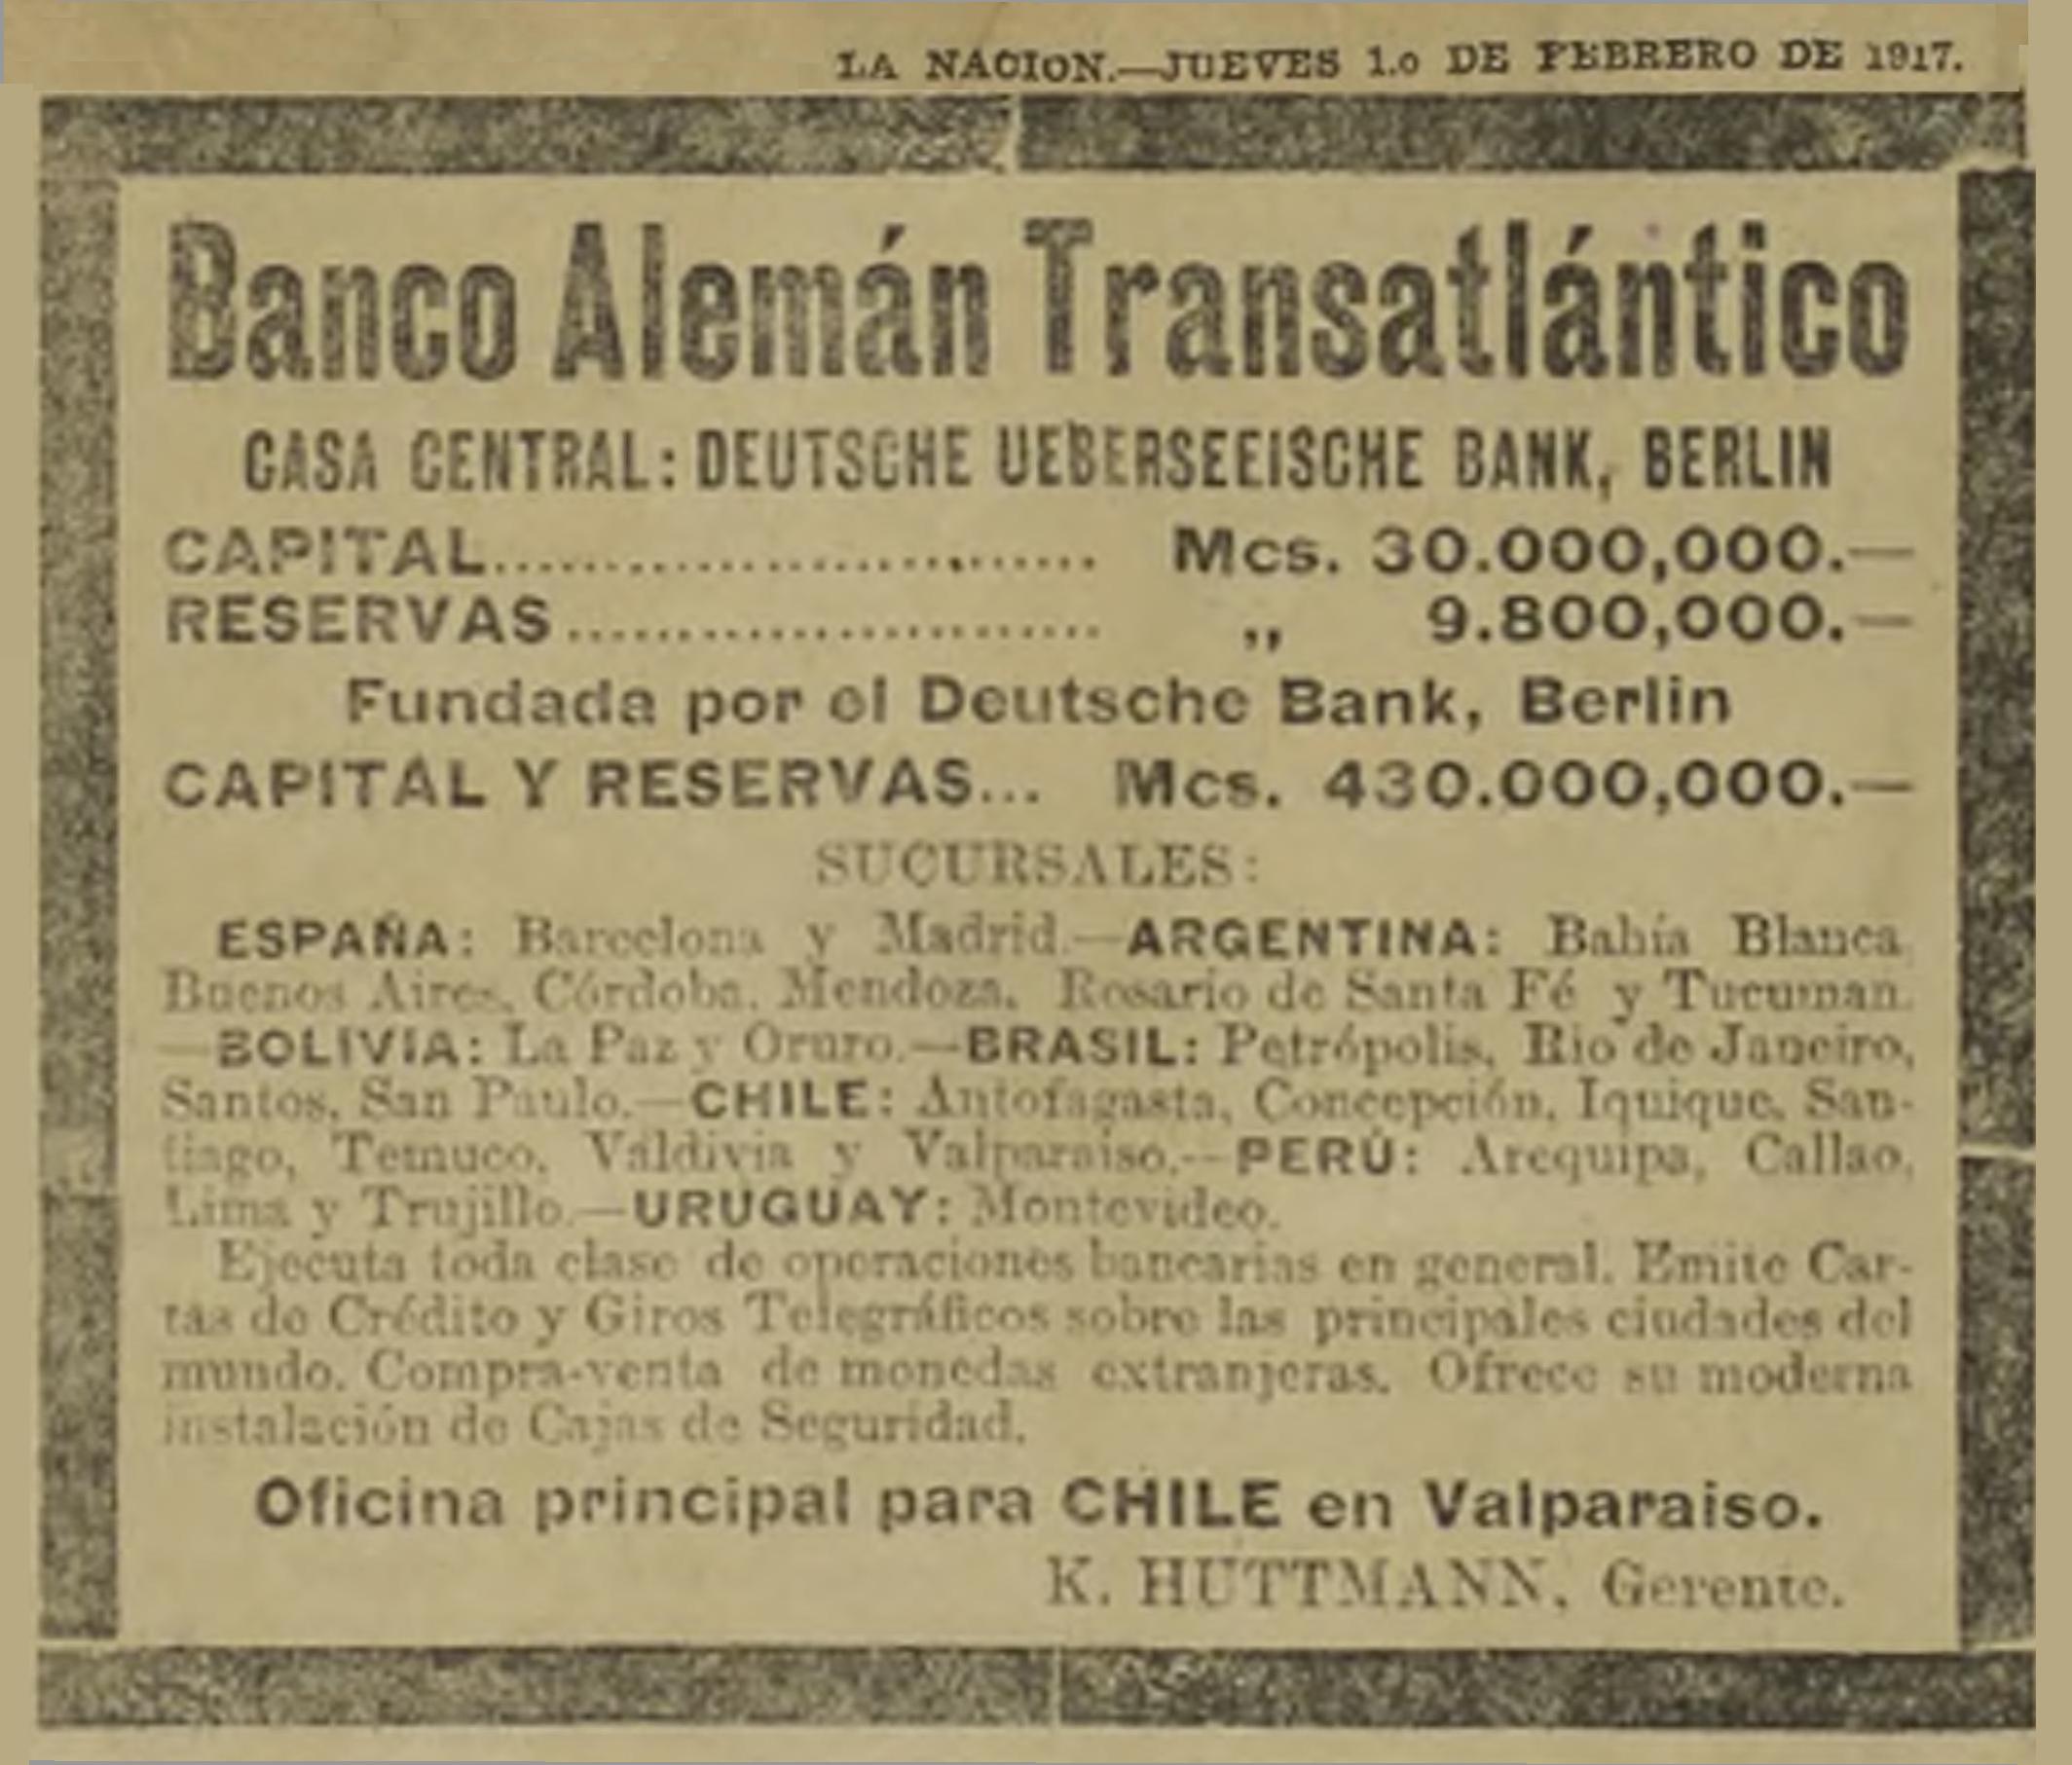 LA NACION.—JUEVES 1.o DE FEBRERO DE 1917.
Banco Alemán Transatlántico
CASA CENTRAL: DEUTSCHE UEBERSEEISCHE BANK, BERLIN
CAPITAL................................. Mcs. 30.000,000.—
RESERVAS............................. „ 9.800,000.—
Fundada por el Deutsche Bank, Berlin
CAPITAL Y RESERVAS... Mcs. 430.000,000.—
SUCURSALES:
ESPAÑA: Barcelona y Madrid.—ARGENTINA: Bahía Blanca,
Buenos Aires, Córdoba, Mendoza, Rosario de Santa Fé y Tucuman.
—BOLIVIA: La Paz y Oruro.—BRASIL: Petrópolis, Rio de Janeiro,
Santos, San Paulo.—CHILE: Antofagasta, Concepción, Iquique, San-
tiago, Temuco, Valdivia y Valparaiso.—PERÚ: Arequipa, Callao,
Lima y Trujillo.—URUGUAY: Montevideo.
Ejecuta toda clase de operaciones bancarias en general. Emite Car-
tas de Crédito y Giros Telegráficos sobre las principales ciudades del
mundo. Compra-venta de monedas extranjeras. Ofrece su moderna
instalación de Cajas de Seguridad.
Oficina principal para CHILE en Valparaiso.
K. HUTTMANN, Gerente.